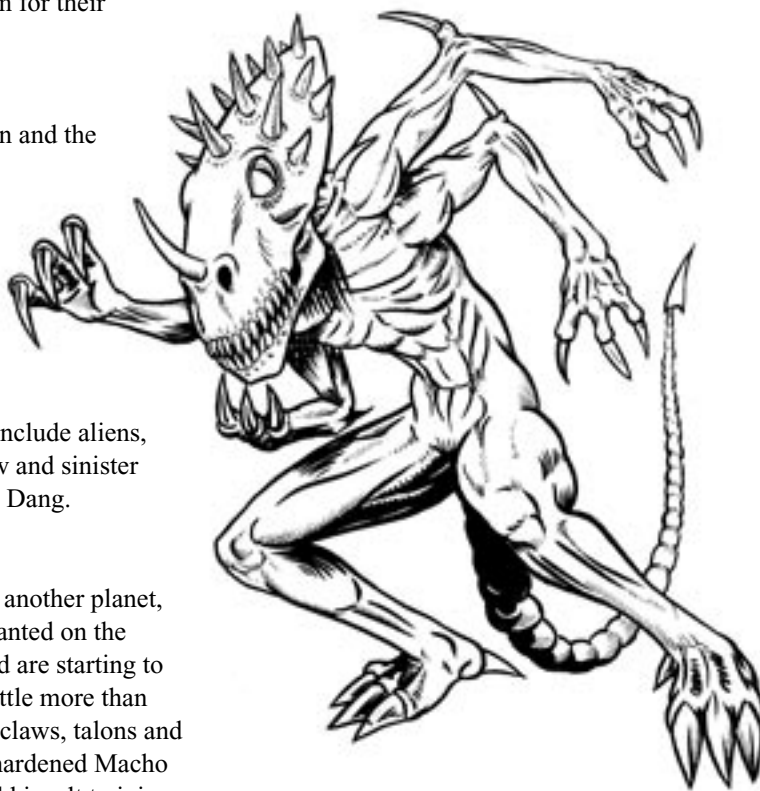 n for their
n and the
nclude aliens,
v and sinister
Dang.
another planet,
anted on the
d are starting to
ttle more than
claws, talons and
hardened Macho